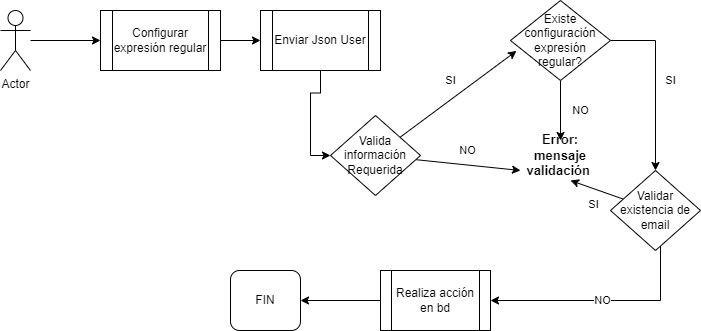 Actor
Configurar
expresión regular
Enviar Json User
Valida
información
Requerida
SI
NO
Existe
configuración
expresión
regular?
SI
NO
Error:
mensaje
validación
Validar
existencia de
email
SI
NO
Realiza acción
en bd
FIN